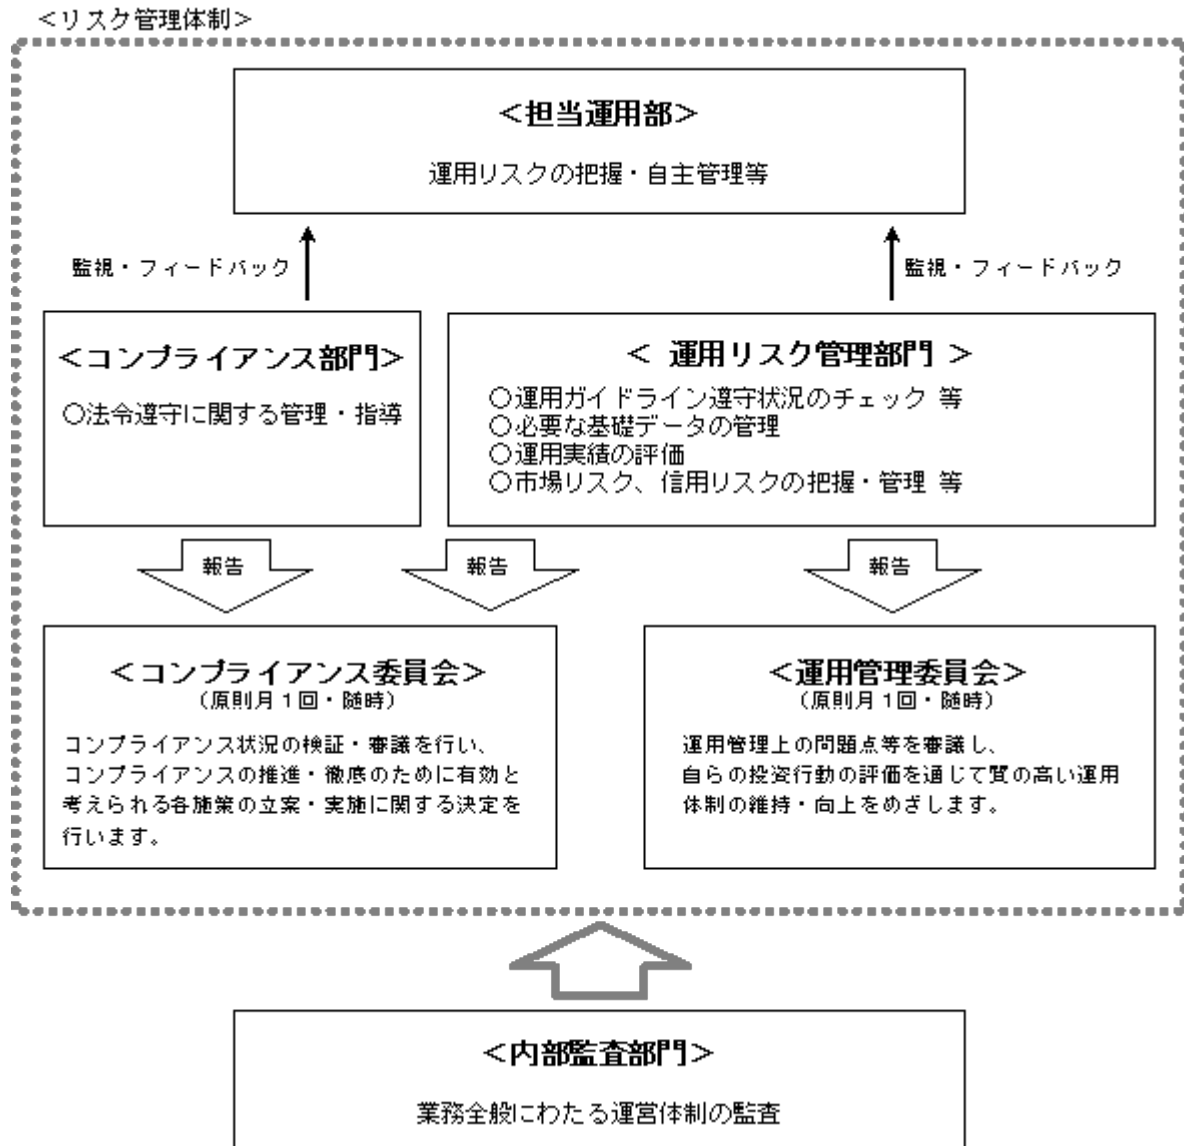 ＜リスク管理体制＞
＜担当運用部＞
運用リスクの把握・自主管理等
監視・フィードバック
監視・フィードバック
＜コンプライアンス部門＞
○法令遵守に関する管理・指導
＜ 運用リスク管理部門 ＞
○運用ガイドライン遵守状況のチェック 等
○必要な基礎データの管理
○運用実績の評価
○市場リスク、信用リスクの把握・管理 等
報告
報告
報告
＜コンプライアンス委員会＞
（原則月１回・随時）
コンプライアンス状況の検証・審議を行い、
コンプライアンスの推進・徹底のために有効と
考えられる各施策の立案・実施に関する決定を
行います。
＜運用管理委員会＞
（原則月１回・随時）
運用管理上の問題点等を審議し、
自らの投資行動の評価を通じて質の高い運用
体制の維持・向上をめざします。
＜内部監査部門＞
業務全般にわたる運営体制の監査